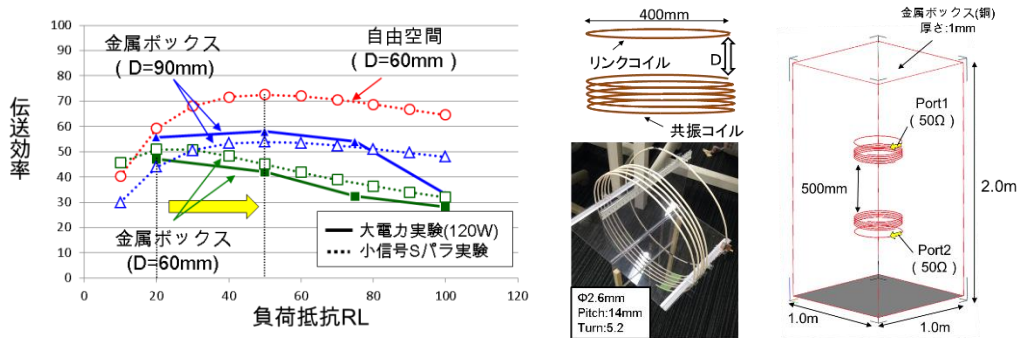 伝送効率
100
90
80
70
60
50
40
30
20
10
0
0
20
40
60
80
100
120
負荷抵抗RL
金属ボックス
(D=90mm)
自由空間
(D=60mm)
金属ボックス
(D=60mm)
大電力実験(120W)
小信号Sパラ実験
400mm
リンクコイル
D
共振コイル
Φ2.6mm
Pitch:14mm
Turn:5.2
金属ボックス(銅)
厚さ:1mm
Port1
(50Ω)
500mm
2.0m
Port2
(50Ω)
1.0m
1.0m